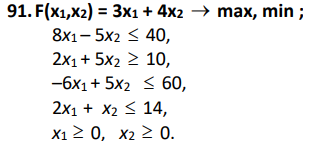 91. F(x₁,x₂) = 3x₁ + 4x₂ → max, min ;
8x₁ – 5x₂ ≤ 40,
2x₁ + 5x₂ ≥ 10,
–6x₁ + 5x₂ ≤ 60,
2x₁ + x₂ ≤ 14,
x₁ ≥ 0, x₂ ≥ 0.